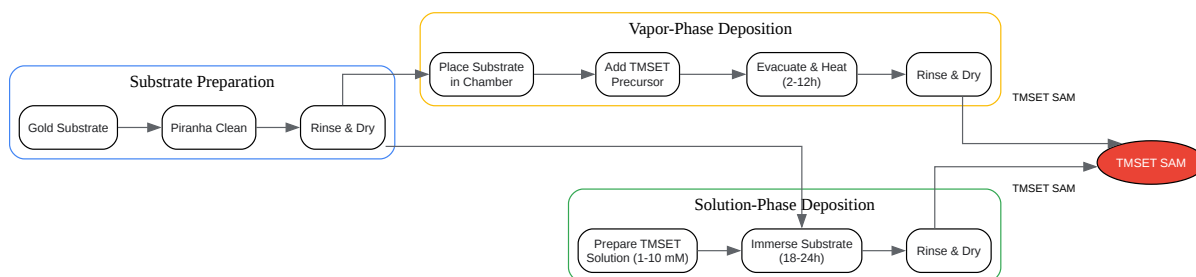 Vapor-Phase Deposition
Place Substrate
in Chamber
Add TMSET
Precursor
Evacuate & Heat
(2-12h)
Rinse & Dry
TMSET SAM
Substrate Preparation
Gold Substrate
Piranha Clean
Rinse & Dry
TMSET SAM
TMSET SAM
Solution-Phase Deposition
Prepare TMSET
Solution (1-10 mM)
Immerse Substrate
(18-24h)
Rinse & Dry